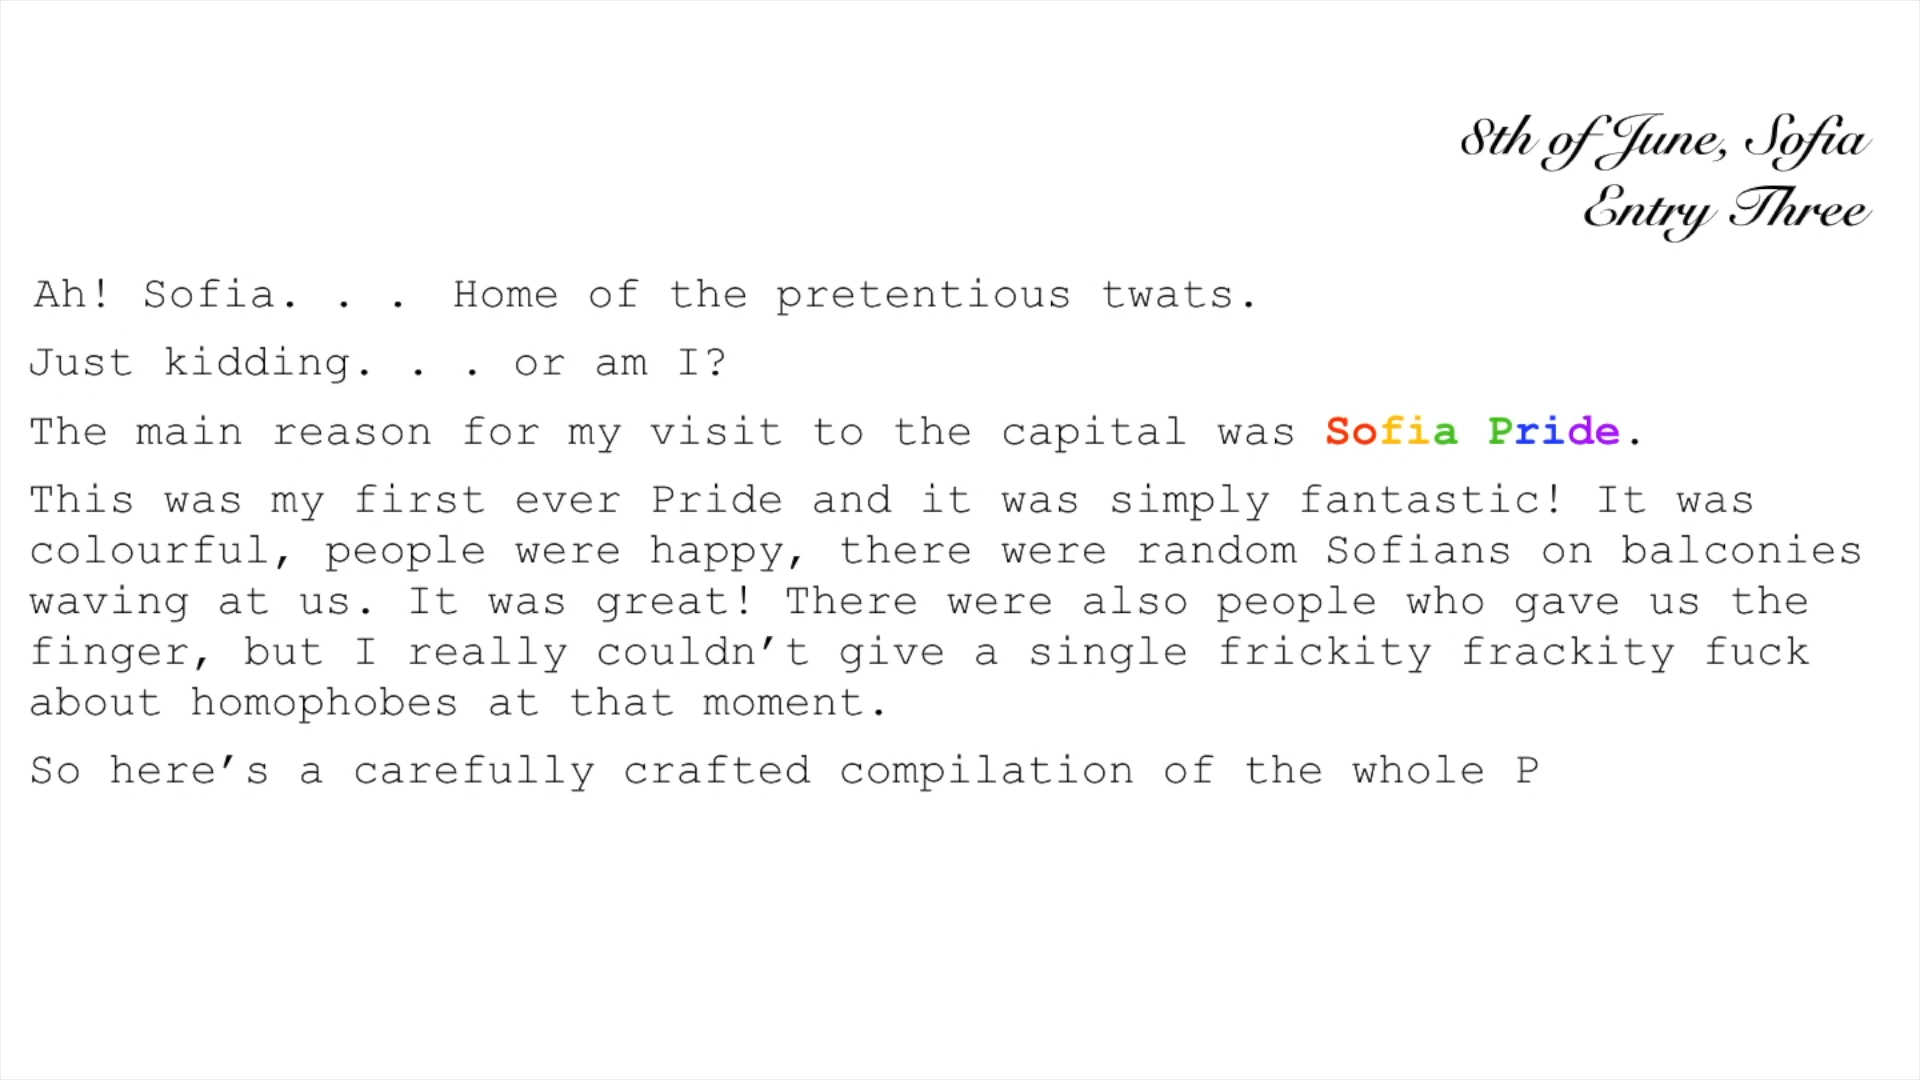 8th of June, Sofia
Entry Three
Ah! Sofia. . . Home of the pretentious twats.
Just kidding. . . or am I?
The main reason for my visit to the capital was Sofia Pride.
This was my first ever Pride and it was simply fantastic! It was
colourful, people were happy, there were random Sofians on balconies
waving at us. It was great! There were also people who gave us the
finger, but I really couldn’t give a single frickity frackity fuck
about homophobes at that moment.
So here’s a carefully crafted compilation of the whole P